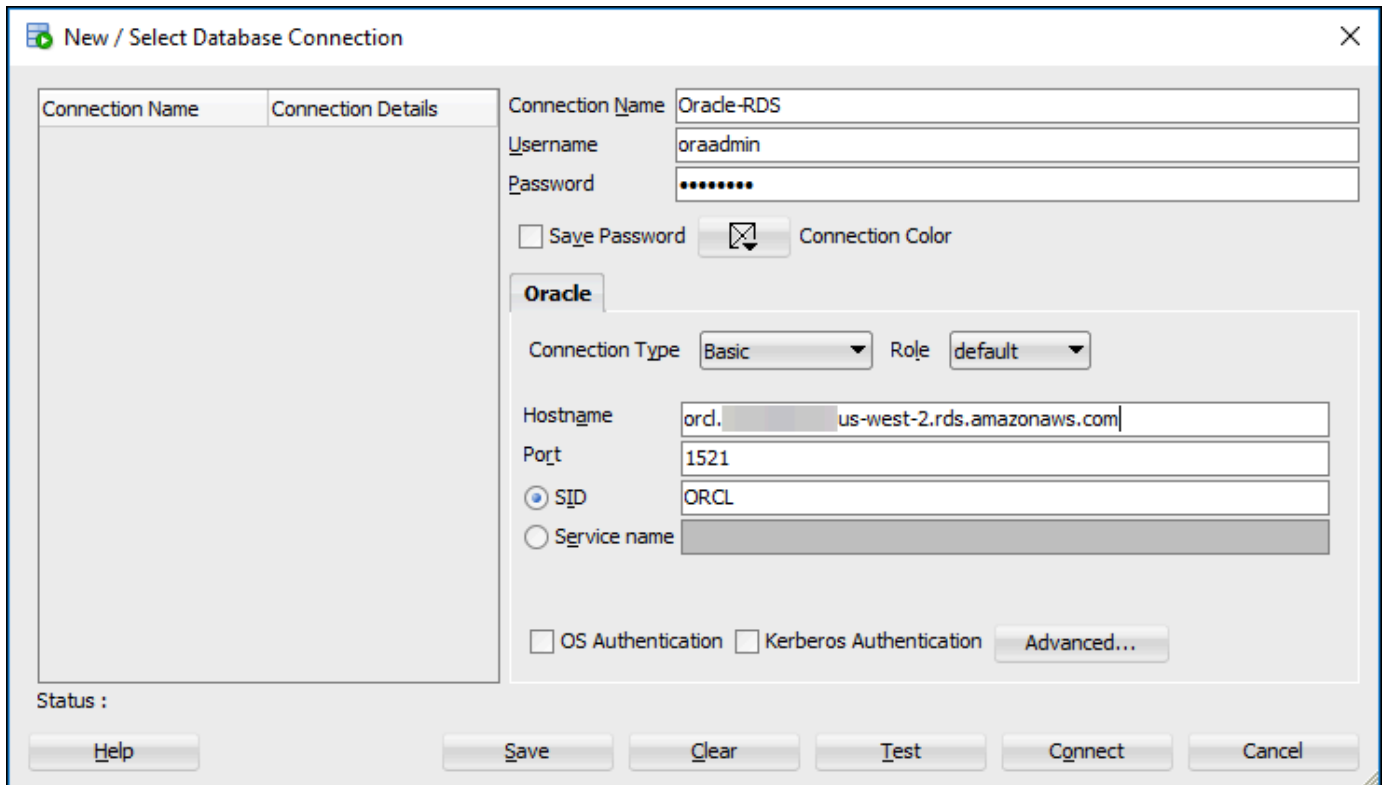 New / Select Database Connection
Connection Name Connection Details
Connection Name Oracle-RDS
Username oraadmin
Password ••••••••
Save Password Connection Color
Oracle
Connection Type Basic Role default
Hostname orcl. us-west-2.rds.amazonaws.com
Port 1521
SID ORCL
Service name
OS Authentication Kerberos Authentication Advanced...
Status :
Help Save Clear Test Connect Cancel